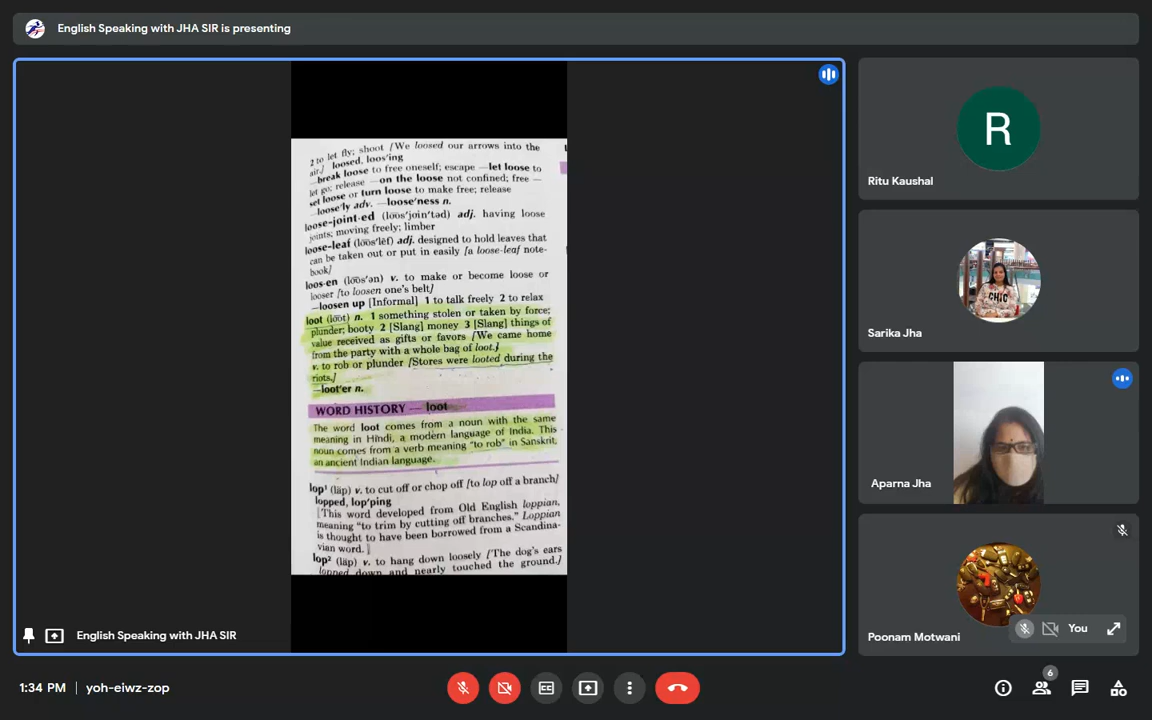 English Speaking with JHA SIR is presenting
2 to let fly; shoot [We loosed our arrows into the
air.] loosed, loos'ing
—break loose to free oneself; escape —let loose to
let go; release —on the loose not confined; free —
set loose or turn loose to make free; release
—loose'ly adv. —loose'ness n.
loose-joint·ed (lo͞os'join'təd) adj. having loose
joints; moving freely; limber
loose-leaf (lo͞os'lēf) adj. designed to hold leaves that
can be taken out or put in easily [a loose-leaf note-
book]
loos·en (lo͞os'ən) v. to make or become loose or
looser [to loosen one's belt]
—loosen up [Informal] 1 to talk freely 2 to relax
loot (lo͞ot) n. 1 something stolen or taken by force;
plunder; booty 2 [Slang] money 3 [Slang] things of
value received as gifts or favors [We came home
from the party with a whole bag of loot.]
v. to rob or plunder [Stores were looted during the
riots.]
—loot'er n.
WORD HISTORY — loot
The word loot comes from a noun with the same
meaning in Hindi, a modern language of India. This
noun comes from a verb meaning "to rob" in Sanskrit,
an ancient Indian language.
lop¹ (läp) v. to cut off or chop off [to lop off a branch]
lopped, lop'ping
[This word developed from Old English loppian,
meaning "to trim by cutting off branches." Loppian
is thought to have been borrowed from a Scandina-
vian word.]
lop² (läp) v. to hang down loosely [The dog's ears
lopped down and nearly touched the ground.]
English Speaking with JHA SIR
R
Ritu Kaushal
CHIC
Sarika Jha
Aparna Jha
Poonam Motwani
You
1:34 PM | yoh-eiwz-zop
CC
6